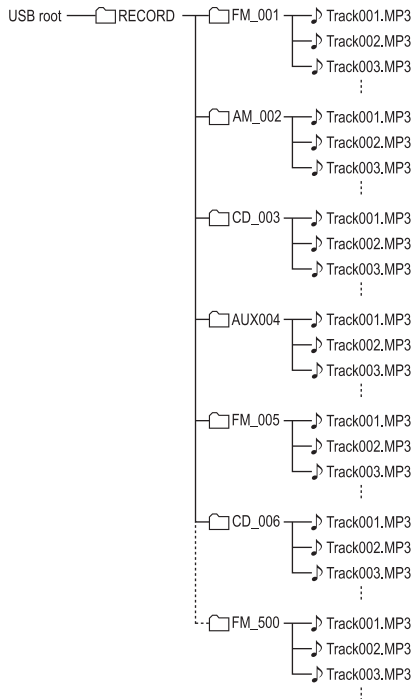 USB root RECORD FM_001 Track001.MP3
Track002.MP3
Track003.MP3
AM_002 Track001.MP3
Track002.MP3
Track003.MP3
CD_003 Track001.MP3
Track002.MP3
Track003.MP3
AUX004 Track001.MP3
Track002.MP3
Track003.MP3
FM_005 Track001.MP3
Track002.MP3
Track003.MP3
CD_006 Track001.MP3
Track002.MP3
Track003.MP3
FM_500 Track001.MP3
Track002.MP3
Track003.MP3